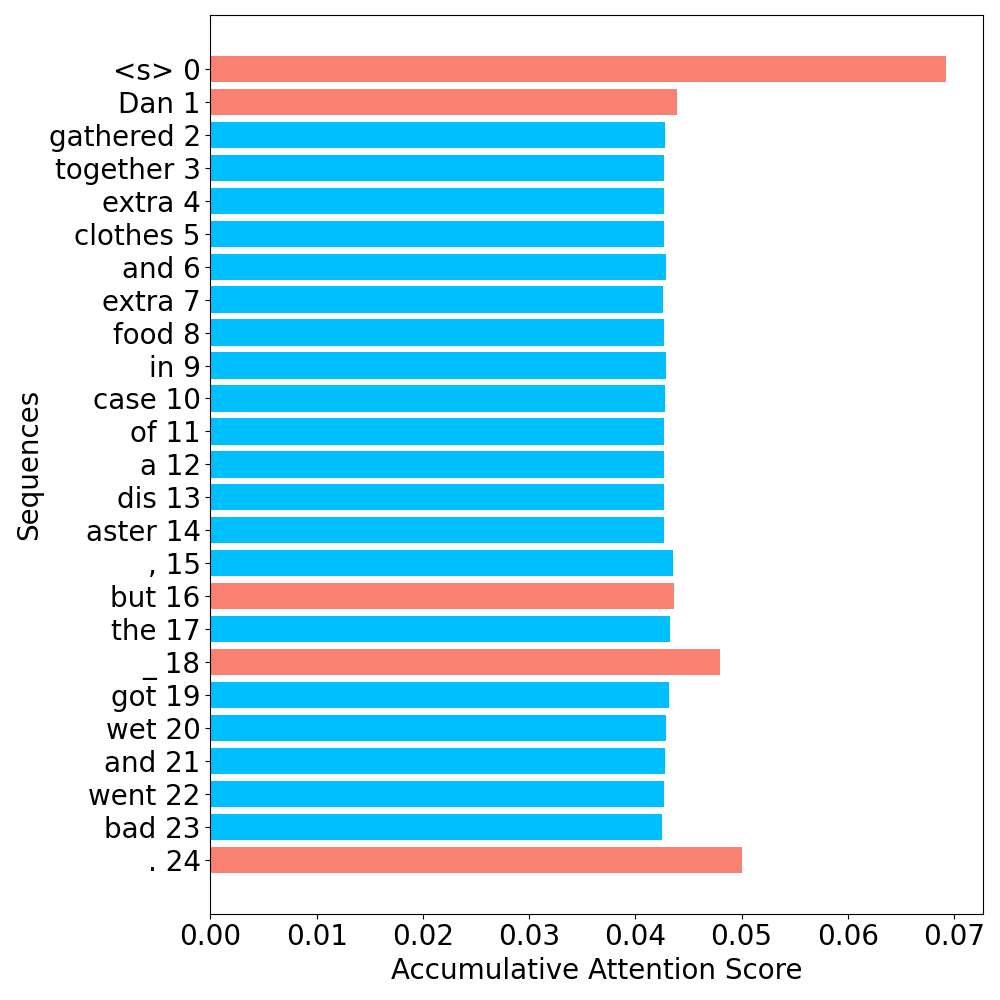 <s> 0
Dan 1
gathered 2
together 3
extra 4
clothes 5
and 6
extra 7
food 8
in 9
case 10
of 11
a 12
dis 13
aster 14
, 15
but 16
the 17
_ 18
got 19
wet 20
and 21
went 22
bad 23
. 24
Sequences
0.00 0.01 0.02 0.03 0.04 0.05 0.06 0.07
Accumulative Attention Score